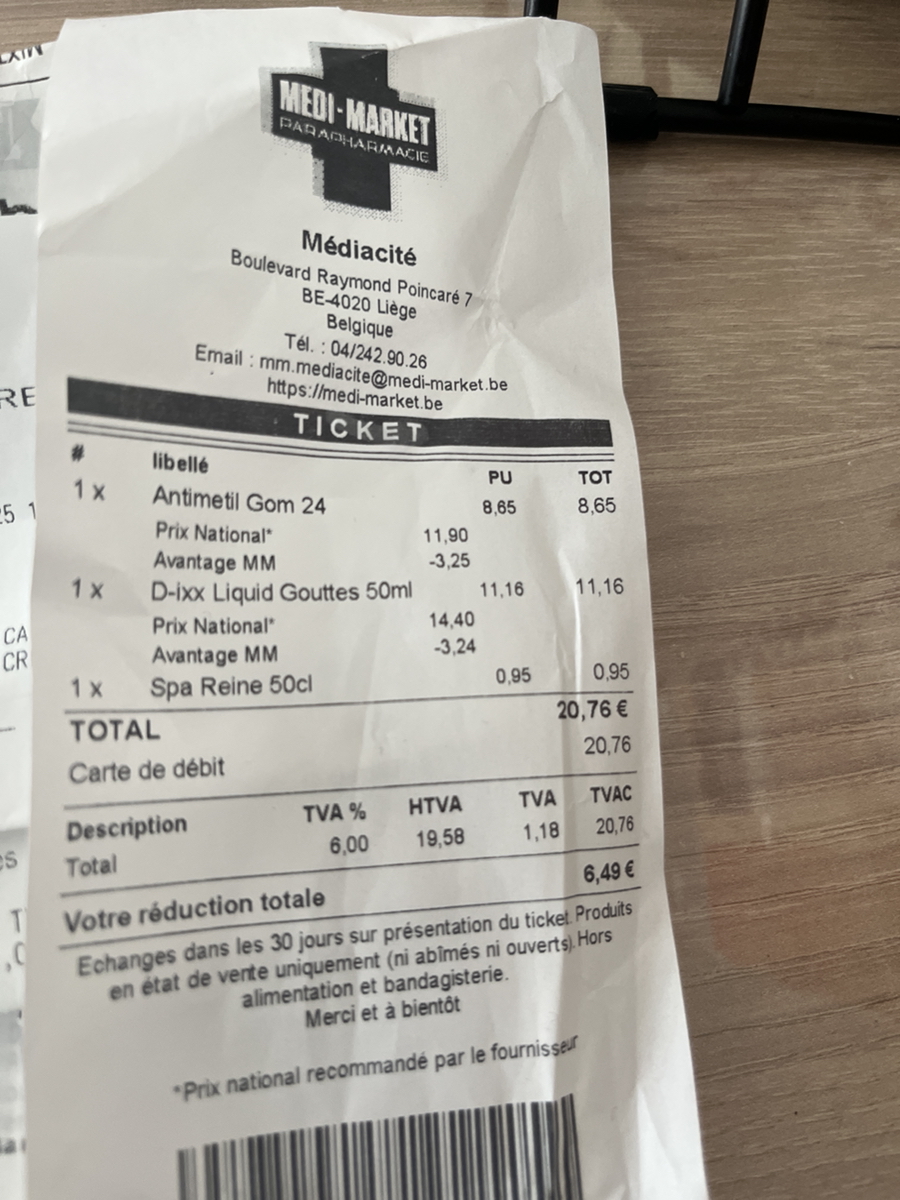 MEDI-MARKET
PARAPHARMACIE
Médiacité
Boulevard Raymond Poincaré 7
BE-4020 Liège
Belgique
Tél. : 04/242.90.26
Email : mm.mediacite@medi-market.be
https://medi-market.be
TICKET
# libellé PU TOT
1 x Antimetil Gom 24 8,65 8,65
Prix National* 11,90
Avantage MM -3,25
1 x D-ixx Liquid Gouttes 50ml 11,16 11,16
Prix National* 14,40
Avantage MM -3,24
1 x Spa Reine 50cl 0,95 0,95
TOTAL 20,76 €
Carte de débit 20,76
Description TVA % HTVA TVA TVAC
Total 6,00 19,58 1,18 20,76
Votre réduction totale 6,49 €
Echanges dans les 30 jours sur présentation du ticket. Produits
en état de vente uniquement (ni abîmés ni ouverts). Hors
alimentation et bandagisterie.
Merci et à bientôt
*Prix national recommandé par le fournisseur
RE
CA
CR